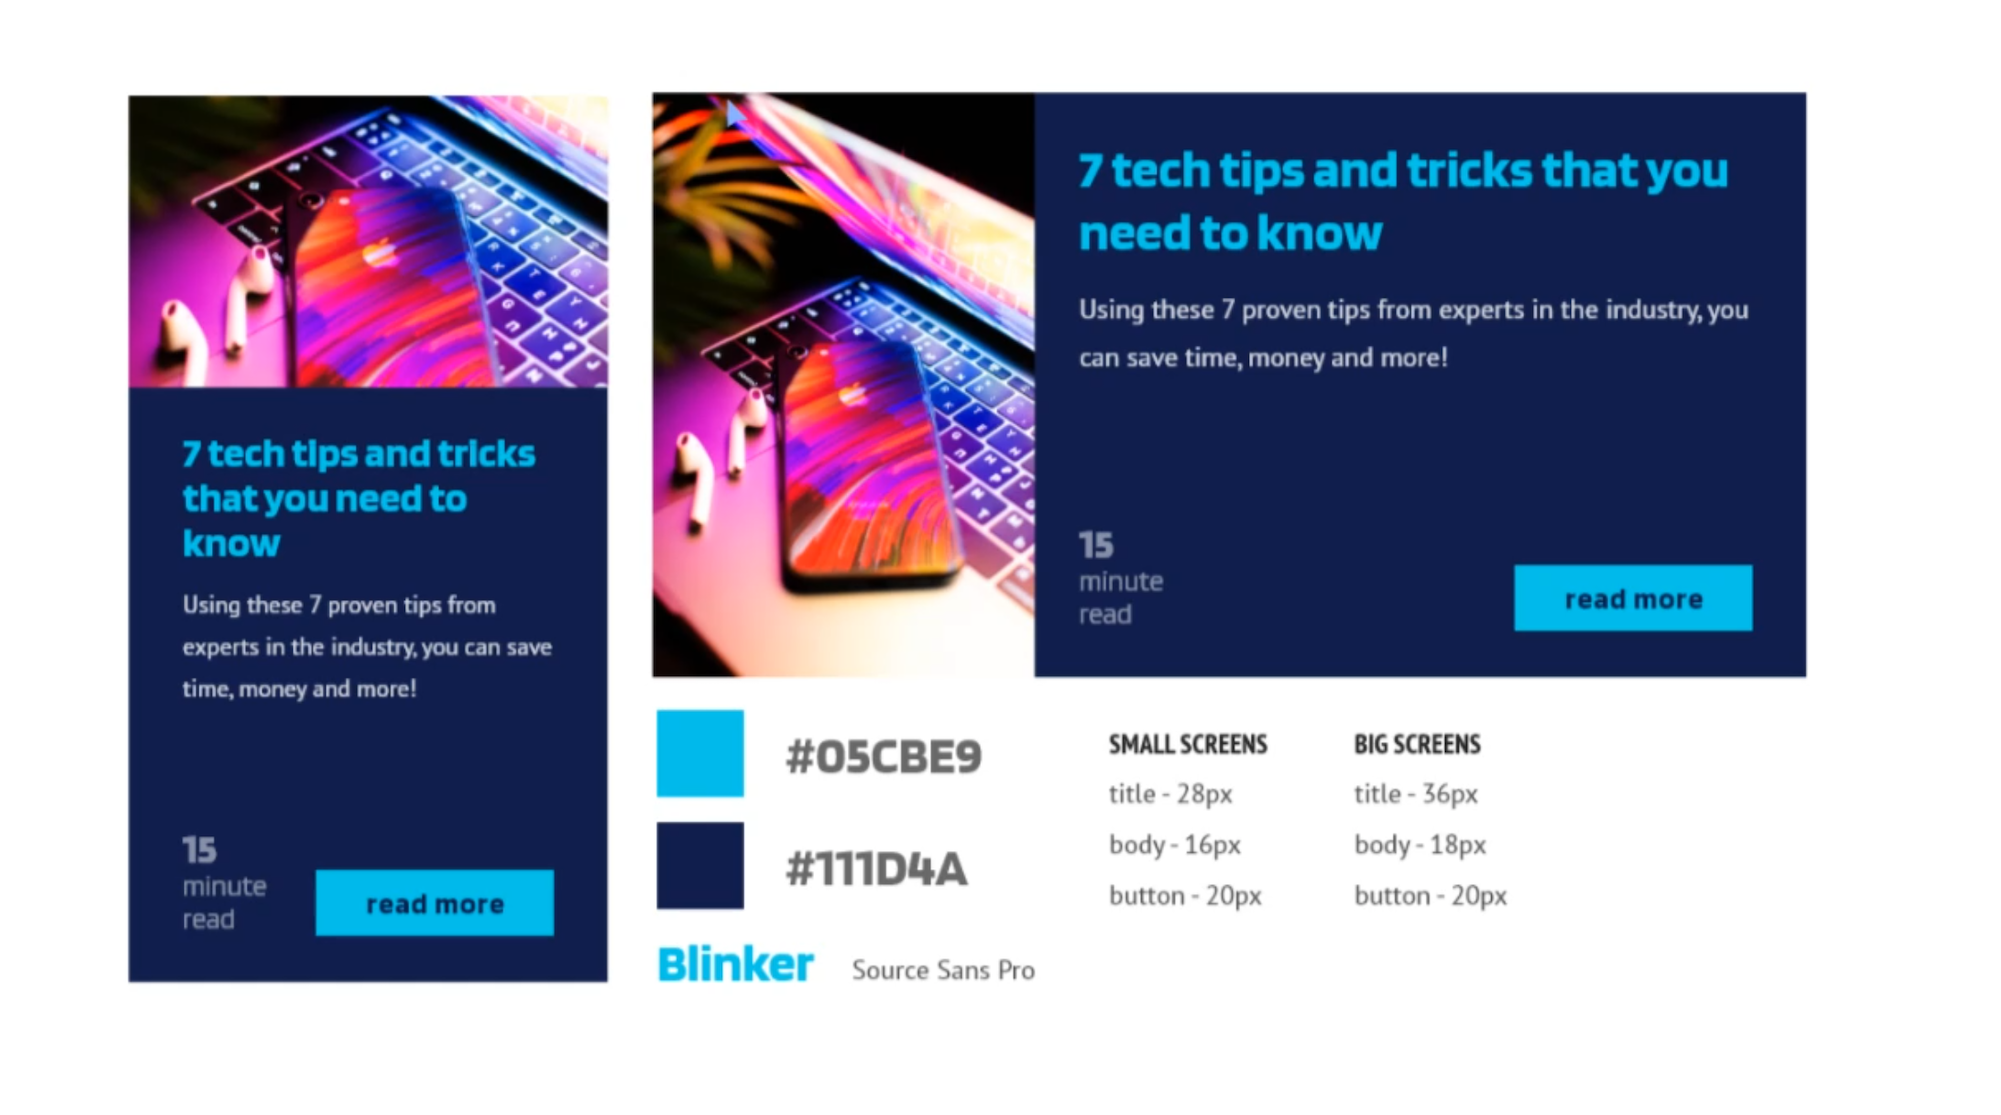 7 tech tips and tricks
that you need to
know
Using these 7 proven tips from
experts in the industry, you can save
time, money and more!
15
minute
read
read more
7 tech tips and tricks that you
need to know
Using these 7 proven tips from experts in the industry, you
can save time, money and more!
15
minute
read
read more
#05CBE9
#111D4A
Blinker
Source Sans Pro
SMALL SCREENS
title - 28px
body - 16px
button - 20px
BIG SCREENS
title - 36px
body - 18px
button - 20px